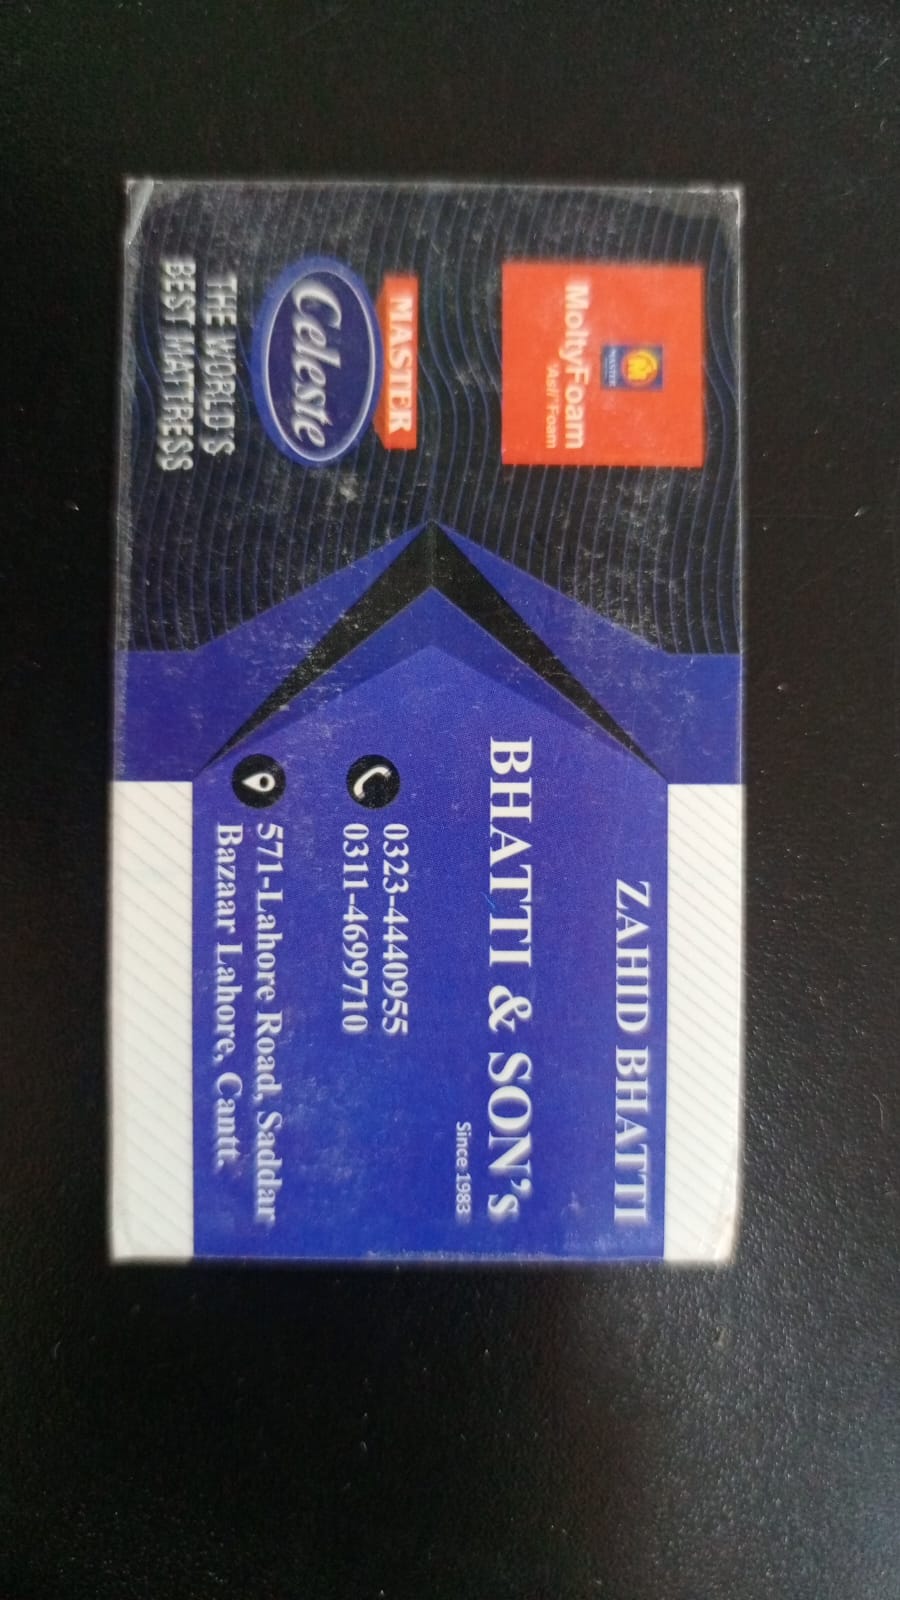 MASTER
MoltyFoam
'Asli' Foam
MASTER
Celeste
THE WORLD'S
BEST MATTRESS
ZAHID BHATTI
BHATTI & SON's
Since 1983
0323-4440955
0311-4699710
571-Lahore Road, Saddar
Bazaar Lahore, Cantt.